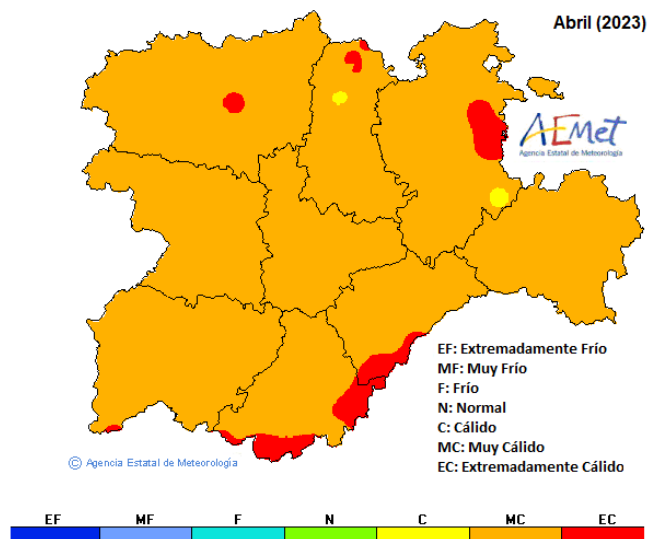 Abril (2023)
AEMet
Agencia Estatal de Meteorología
EF: Extremadamente Frío
MF: Muy Frío
F: Frío
N: Normal
C: Cálido
MC: Muy Cálido
EC: Extremadamente Cálido
© Agencia Estatal de Meteorología
EF MF F N C MC EC